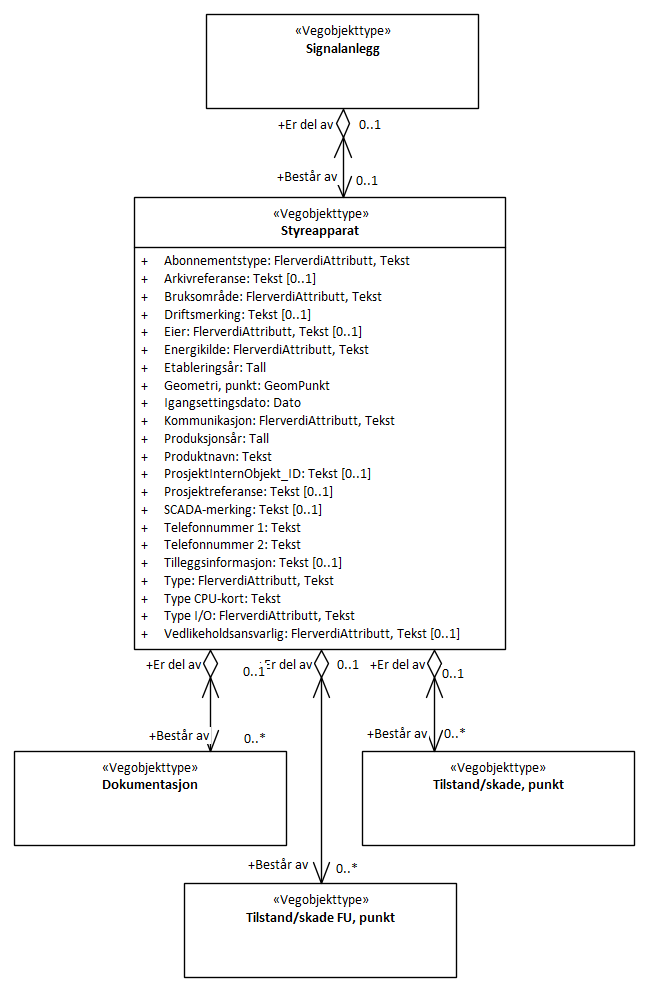 «Vegobjekttype»
Signalanlegg
+Er del av 0..1
+Består av 0..1
«Vegobjekttype»
Styreapparat
+ Abonnementstype: FlerverdiAttributt, Tekst
+ Arkivreferanse: Tekst [0..1]
+ Bruksområde: FlerverdiAttributt, Tekst
+ Driftsmerking: Tekst [0..1]
+ Eier: FlerverdiAttributt, Tekst [0..1]
+ Energikilde: FlerverdiAttributt, Tekst
+ Etableringsår: Tall
+ Geometri, punkt: GeomPunkt
+ Igangsettingsdato: Dato
+ Kommunikasjon: FlerverdiAttributt, Tekst
+ Produksjonsår: Tall
+ Produktnavn: Tekst
+ ProsjektInternObjekt_ID: Tekst [0..1]
+ Prosjektreferanse: Tekst [0..1]
+ SCADA-merking: Tekst [0..1]
+ Telefonnummer 1: Tekst
+ Telefonnummer 2: Tekst
+ Tilleggsinformasjon: Tekst [0..1]
+ Type: FlerverdiAttributt, Tekst
+ Type CPU-kort: Tekst
+ Type I/O: FlerverdiAttributt, Tekst
+ Vedlikeholdsansvarlig: FlerverdiAttributt, Tekst [0..1]
+Er del av 0..1 Er del av 0..1 +Er del av 0..1
+Består av 0..* +Består av 0..*
«Vegobjekttype»
Dokumentasjon
«Vegobjekttype»
Tilstand/skade, punkt
+Består av 0..*
«Vegobjekttype»
Tilstand/skade FU, punkt